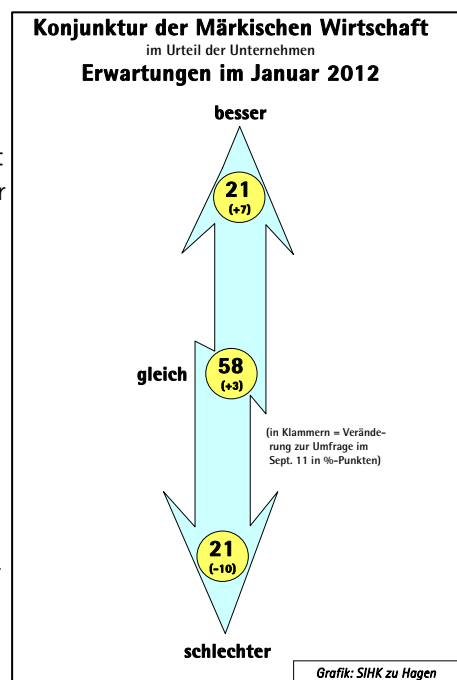 Konjunktur der Märkischen Wirtschaft
im Urteil der Unternehmen
Erwartungen im Januar 2012
besser
21
(+7)
gleich
58
(+3)
(in Klammern = Verände-
rung zur Umfrage im
Sept. 11 in %-Punkten)
21
(-10)
schlechter
Grafik: SIHK zu Hagen